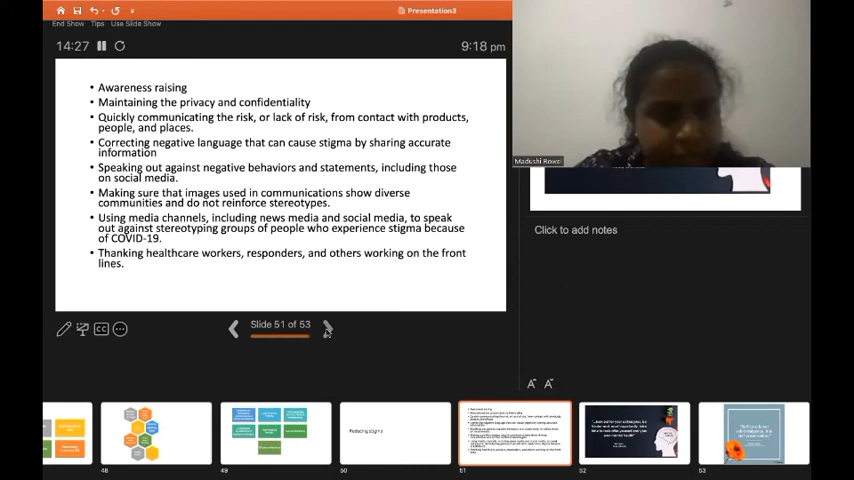 Presentation3
End Show Tips Use Slide Show
14:27
9:18 pm
• Awareness raising
• Maintaining the privacy and confidentiality
• Quickly communicating the risk, or lack of risk, from contact with products,
people, and places.
• Correcting negative language that can cause stigma by sharing accurate
information
• Speaking out against negative behaviors and statements, including those
on social media.
• Making sure that images used in communications show diverse
communities and do not reinforce stereotypes.
• Using media channels, including news media and social media, to speak
out against stereotyping groups of people who experience stigma because
of COVID-19.
• Thanking healthcare workers, responders, and others working on the front
lines.
Madushi Rowel
Click to add notes
Slide 51 of 53
CC
A A
Reducing stigma
48
49
50
51
52
53